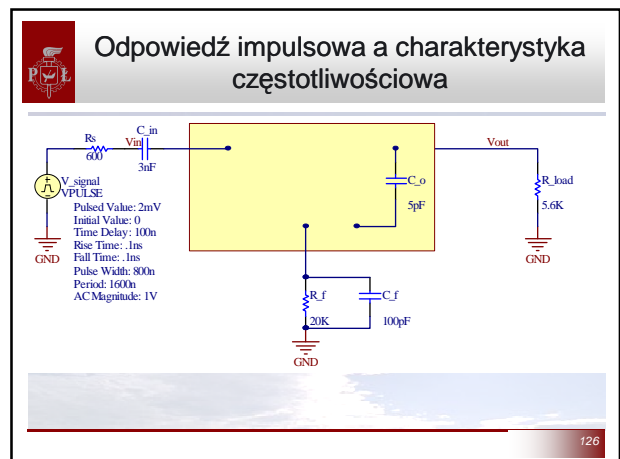 Odpowiedź impulsowa a charakterystyka
częstotliwościowa
P Ł
Rs
600
Vin
C_in
3nF
V_signal
VPULSE
Pulsed Value: 2mV
Initial Value: 0
Time Delay: 100n
Rise Time: .1ns
Fall Time: .1ns
Pulse Width: 800n
Period: 1600n
AC Magnitude: 1V
GND
C_o
5pF
Vout
R_load
5.6K
GND
R_f
20K
C_f
100pF
GND
126